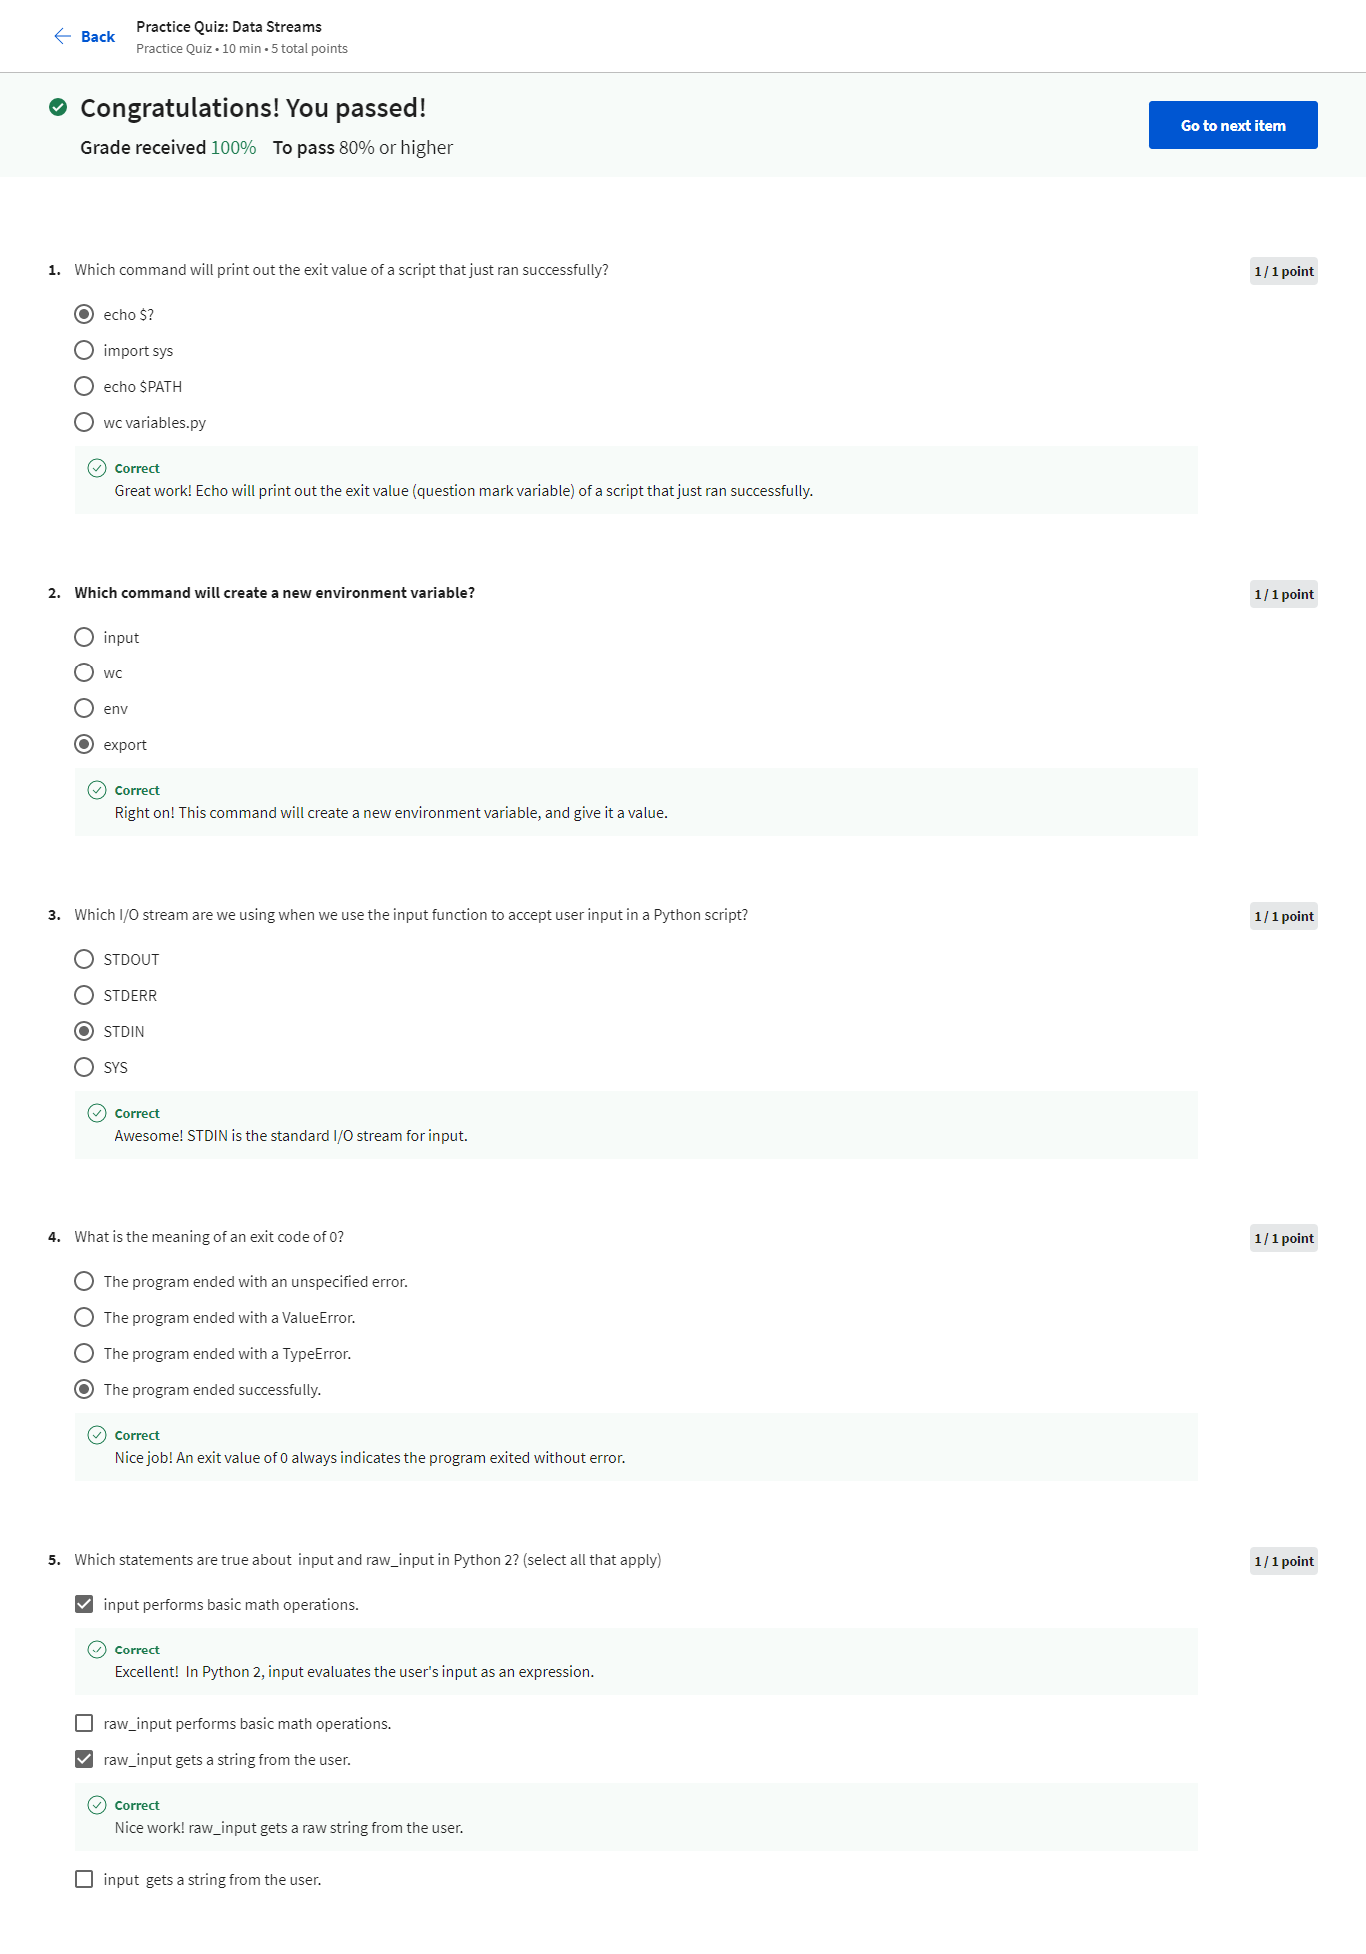 Back
Practice Quiz: Data Streams
Practice Quiz • 10 min • 5 total points
Congratulations! You passed!
Grade received 100% To pass 80% or higher
Go to next item
1. Which command will print out the exit value of a script that just ran successfully?
1 / 1 point
echo $?
import sys
echo $PATH
wc variables.py
Correct
Great work! Echo will print out the exit value (question mark variable) of a script that just ran successfully.
2. Which command will create a new environment variable?
1 / 1 point
input
wc
env
export
Correct
Right on! This command will create a new environment variable, and give it a value.
3. Which I/O stream are we using when we use the input function to accept user input in a Python script?
1 / 1 point
STDOUT
STDERR
STDIN
SYS
Correct
Awesome! STDIN is the standard I/O stream for input.
4. What is the meaning of an exit code of 0?
1 / 1 point
The program ended with an unspecified error.
The program ended with a ValueError.
The program ended with a TypeError.
The program ended successfully.
Correct
Nice job! An exit value of 0 always indicates the program exited without error.
5. Which statements are true about input and raw_input in Python 2? (select all that apply)
1 / 1 point
input performs basic math operations.
Correct
Excellent! In Python 2, input evaluates the user's input as an expression.
raw_input performs basic math operations.
raw_input gets a string from the user.
Correct
Nice work! raw_input gets a raw string from the user.
input gets a string from the user.